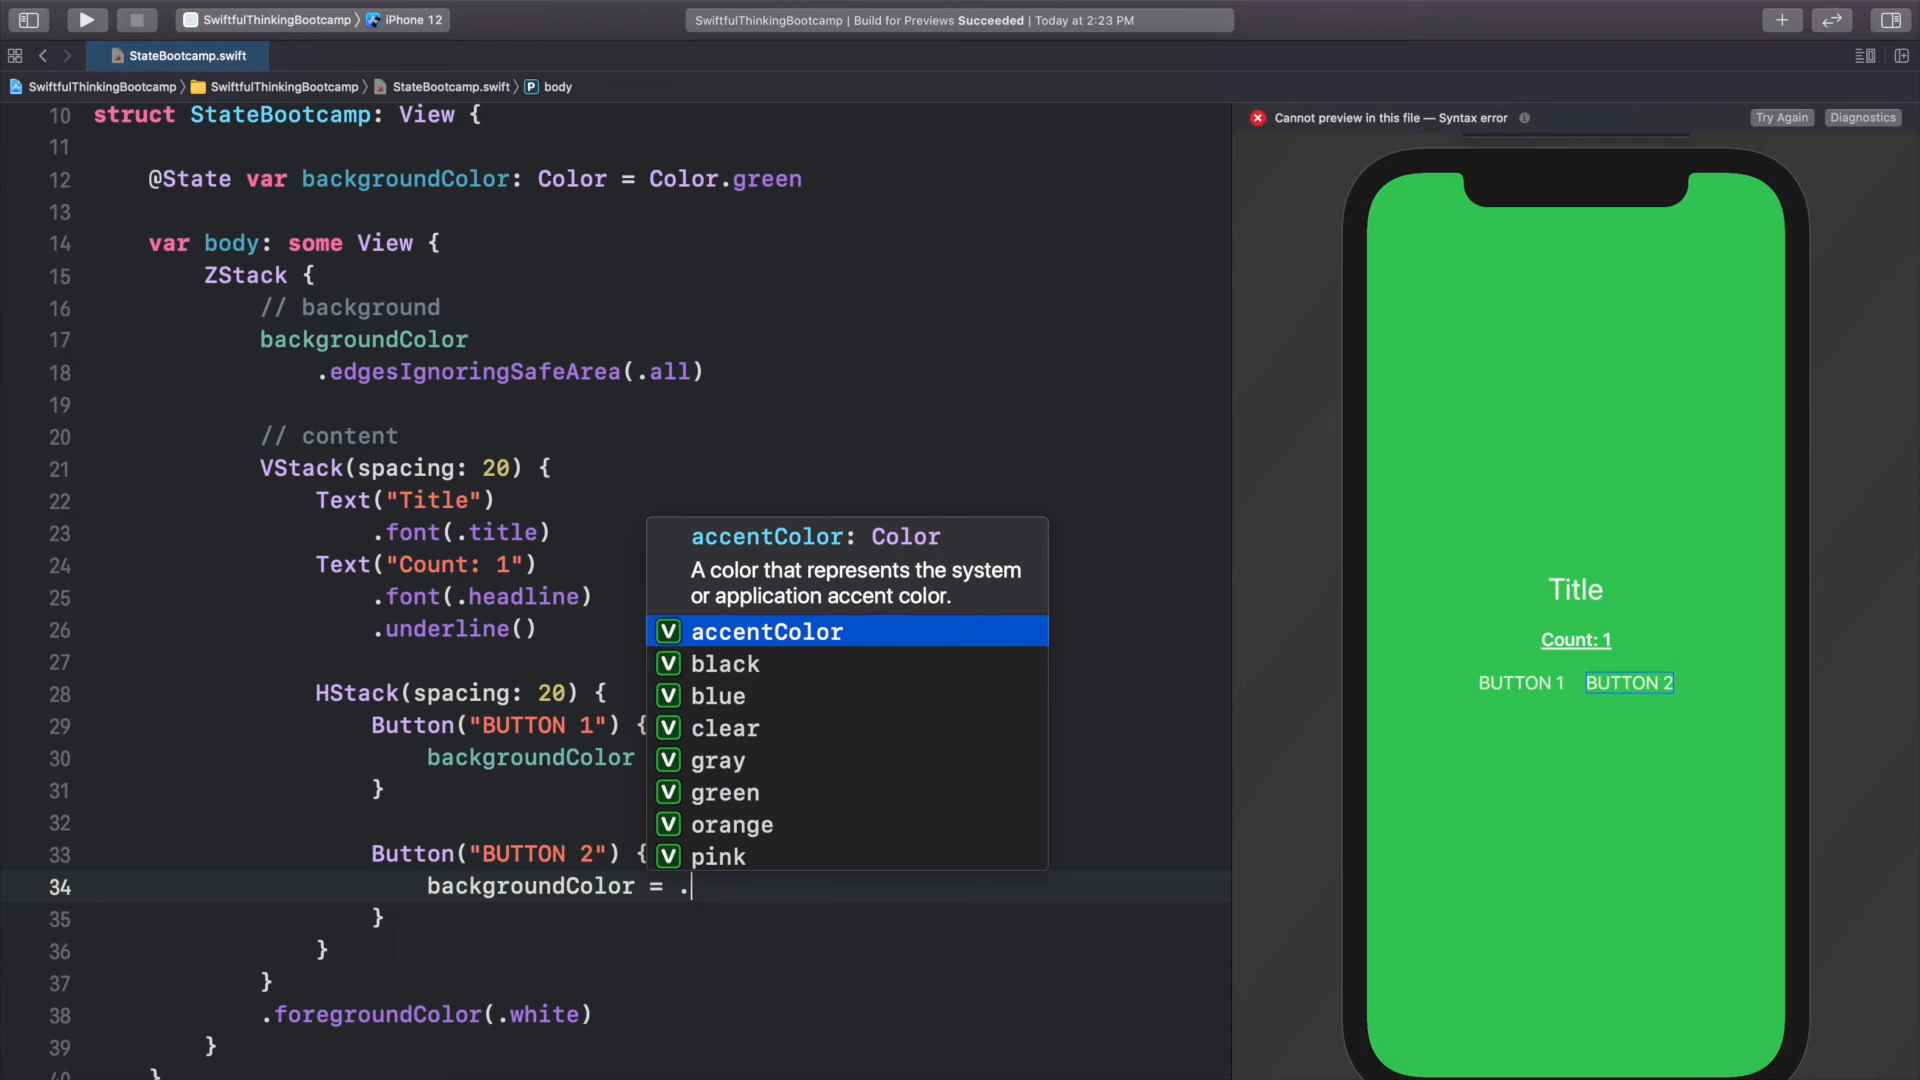 SwiftfulThinkingBootcamp 〉 iPhone 12
SwiftfulThinkingBootcamp | Build for Previews Succeeded | Today at 2:23 PM
StateBootcamp.swift
SwiftfulThinkingBootcamp 〉 SwiftfulThinkingBootcamp 〉 StateBootcamp.swift 〉 P body
10 struct StateBootcamp: View {
11
12 @State var backgroundColor: Color = Color.green
13
14 var body: some View {
15 ZStack {
16 // background
17 backgroundColor
18 .edgesIgnoringSafeArea(.all)
19
20 // content
21 VStack(spacing: 20) {
22 Text("Title")
23 .font(.title)
24 Text("Count: 1")
25 .font(.headline)
26 .underline()
27
28 HStack(spacing: 20) {
29 Button("BUTTON 1") {
30 backgroundColor
31 }
32
33 Button("BUTTON 2") {
34 backgroundColor = .
35 }
36 }
37 }
38 .foregroundColor(.white)
39 }
40 }
accentColor: Color
A color that represents the system
or application accent color.
V accentColor
V black
V blue
V clear
V gray
V green
V orange
V pink
Cannot preview in this file — Syntax error
Try Again
Diagnostics
Title
Count: 1
BUTTON 1 BUTTON 2